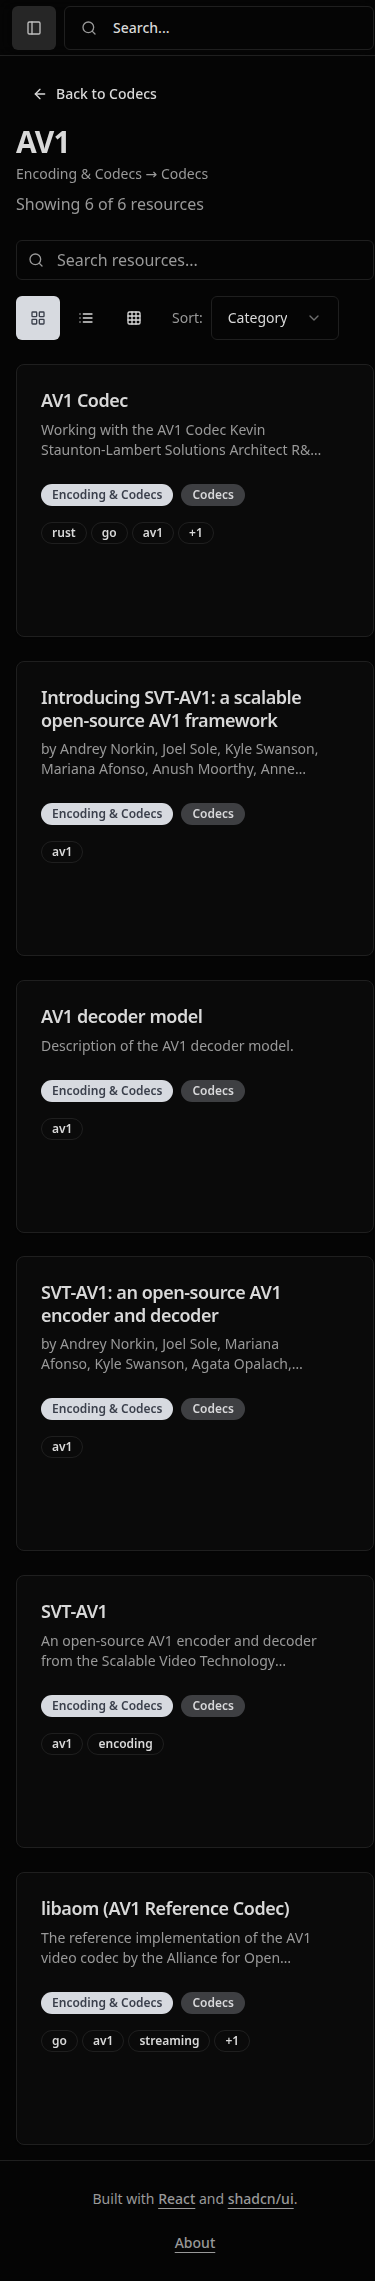 Search...
Back to Codecs
AV1
Encoding & Codecs → Codecs
Showing 6 of 6 resources
Search resources...
Sort: Category
AV1 Codec
Working with the AV1 Codec Kevin
Staunton-Lambert Solutions Architect R&...
Encoding & Codecs Codecs
rust go av1 +1
Introducing SVT-AV1: a scalable
open-source AV1 framework
by Andrey Norkin, Joel Sole, Kyle Swanson,
Mariana Afonso, Anush Moorthy, Anne...
Encoding & Codecs Codecs
av1
AV1 decoder model
Description of the AV1 decoder model.
Encoding & Codecs Codecs
av1
SVT-AV1: an open-source AV1
encoder and decoder
by Andrey Norkin, Joel Sole, Mariana
Afonso, Kyle Swanson, Agata Opalach,...
Encoding & Codecs Codecs
av1
SVT-AV1
An open-source AV1 encoder and decoder
from the Scalable Video Technology...
Encoding & Codecs Codecs
av1 encoding
libaom (AV1 Reference Codec)
The reference implementation of the AV1
video codec by the Alliance for Open...
Encoding & Codecs Codecs
go av1 streaming +1
Built with React and shadcn/ui.
About